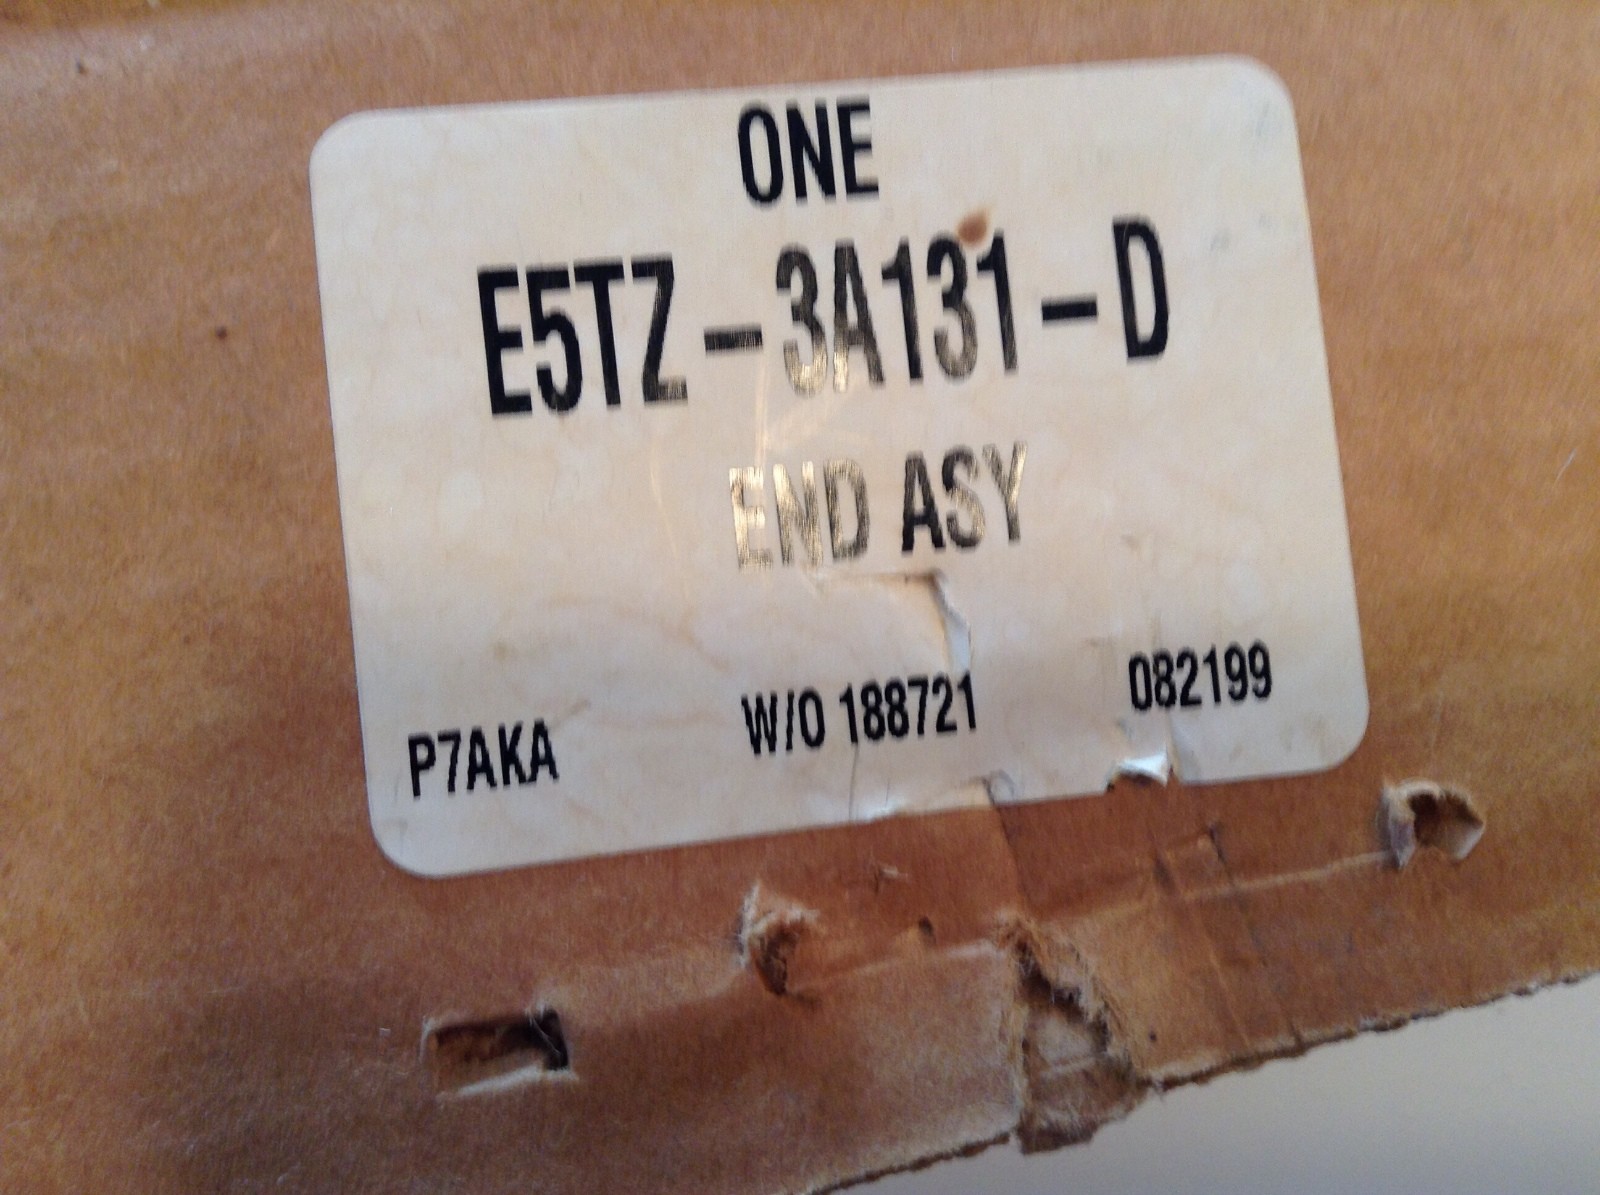 ONE
E5TZ-3A131-D
END ASY
P7AKA W/O 188721 082199